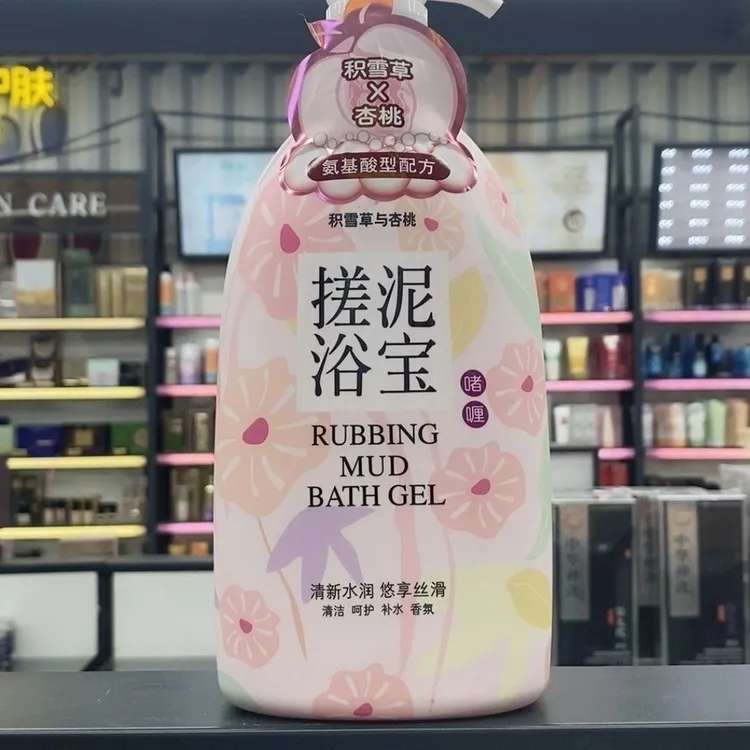 积雪草
X
杏桃
氨基酸型配方
积雪草与杏桃
搓泥
浴宝
啫
喱
RUBBING
MUD
BATH GEL
清新水润 悠享丝滑
清洁 呵护 补水 香氛
护肤
N CARE